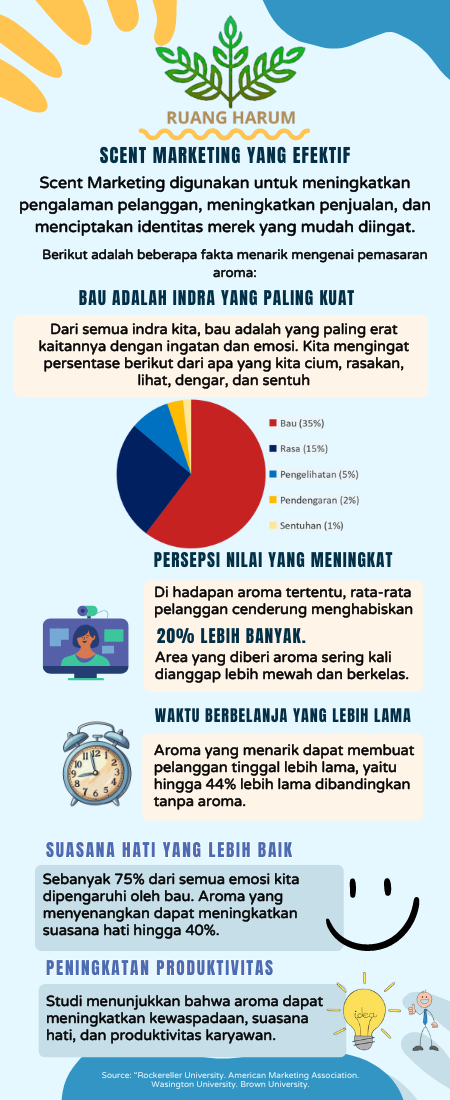 RUANG HARUM
SCENT MARKETING YANG EFEKTIF
Scent Marketing digunakan untuk meningkatkan
pengalaman pelanggan, meningkatkan penjualan, dan
menciptakan identitas merek yang mudah diingat.
Berikut adalah beberapa fakta menarik mengenai pemasaran
aroma:
BAU ADALAH INDRA YANG PALING KUAT
Dari semua indra kita, bau adalah yang paling erat
kaitannya dengan ingatan dan emosi. Kita mengingat
persentase berikut dari apa yang kita cium, rasakan,
lihat, dengar, dan sentuh
Bau (35%)
Rasa (15%)
Pengelihatan (5%)
Pendengaran (2%)
Sentuhan (1%)
PERSEPSI NILAI YANG MENINGKAT
Di hadapan aroma tertentu, rata-rata
pelanggan cenderung menghabiskan
20% LEBIH BANYAK.
Area yang diberi aroma sering kali
dianggap lebih mewah dan berkelas.
WAKTU BERBELANJA YANG LEBIH LAMA
Aroma yang menarik dapat membuat
pelanggan tinggal lebih lama, yaitu
hingga 44% lebih lama dibandingkan
tanpa aroma.
SUASANA HATI YANG LEBIH BAIK
Sebanyak 75% dari semua emosi kita
dipengaruhi oleh bau. Aroma yang
menyenangkan dapat meningkatkan
suasana hati hingga 40%.
PENINGKATAN PRODUKTIVITAS
Studi menunjukkan bahwa aroma dapat
meningkatkan kewaspadaan, suasana
hati, dan produktivitas karyawan.
idea
Source: "Rockereller University. American Marketing Association.
Wasington University. Brown University.